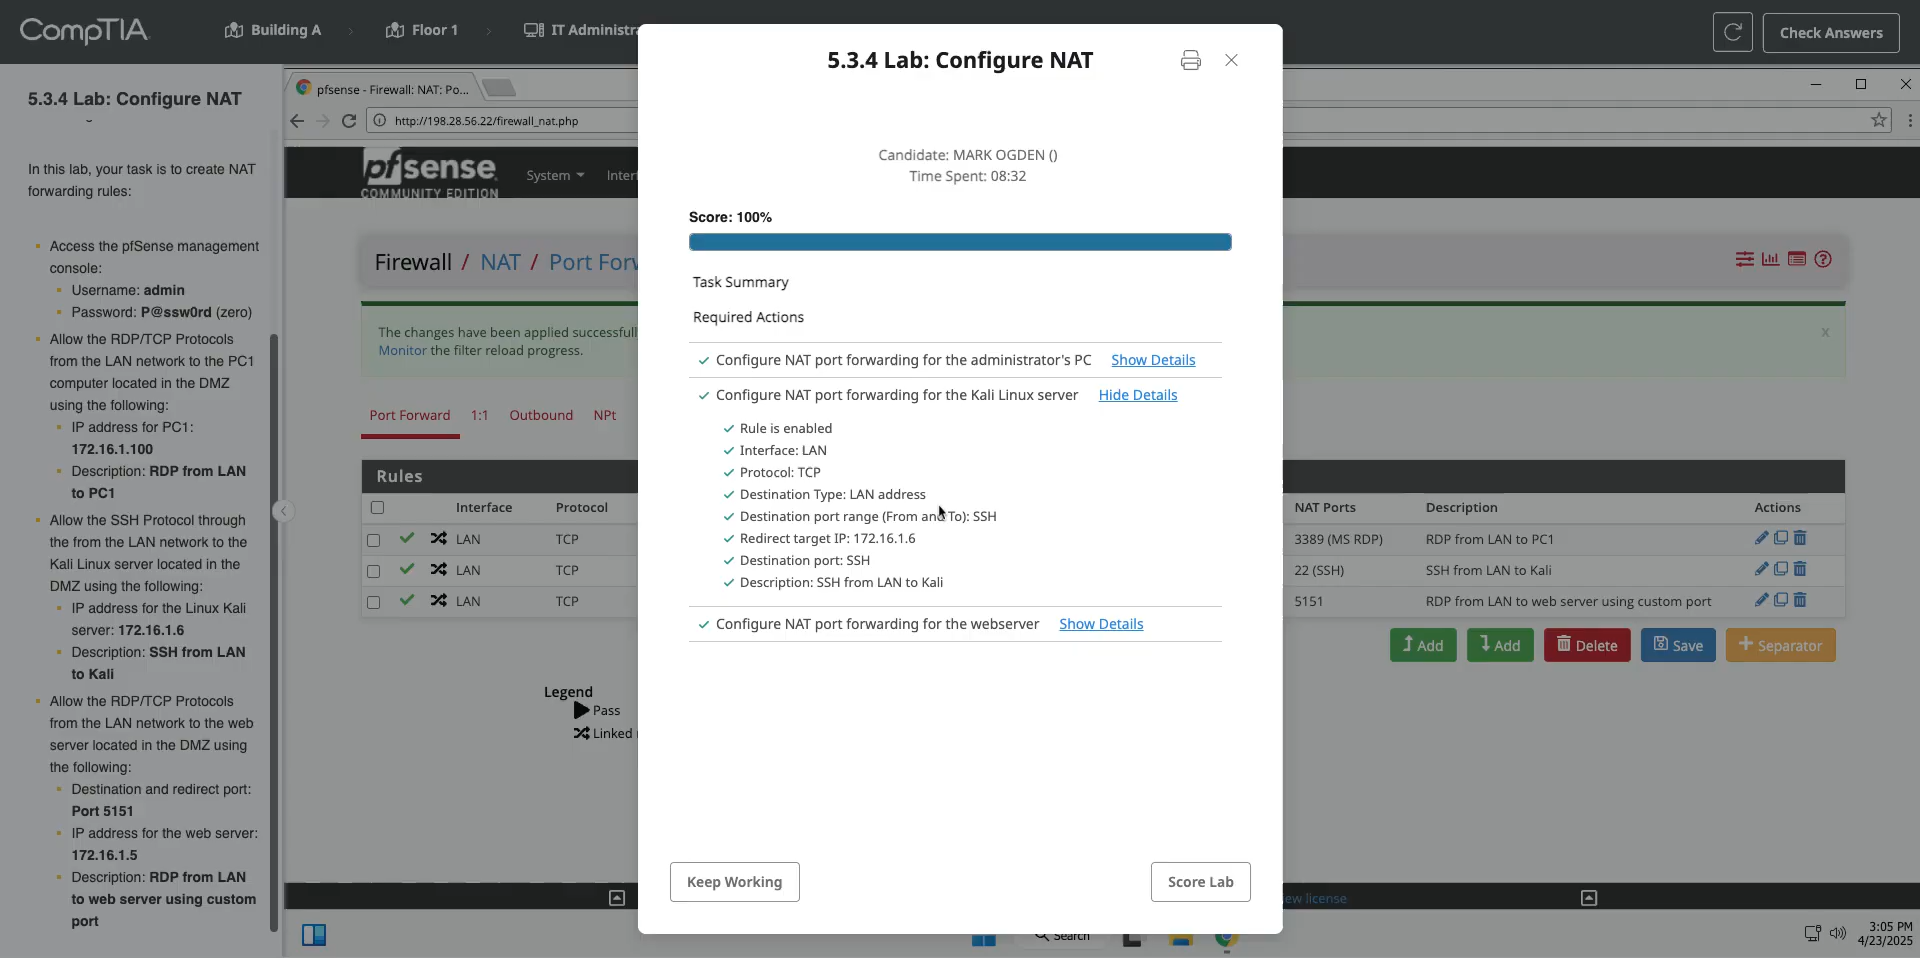 CompTIA.
Building A
Floor 1
IT Administra
Check Answers
5.3.4 Lab: Configure NAT
In this lab, your task is to create NAT
forwarding rules:
Access the pfSense management
console:
Username: admin
Password: P@ssw0rd (zero)
Allow the RDP/TCP Protocols
from the LAN network to the PC1
computer located in the DMZ
using the following:
IP address for PC1:
172.16.1.100
Description: RDP from LAN
to PC1
Allow the SSH Protocol through
the from the LAN network to the
Kali Linux server located in the
DMZ using the following:
IP address for the Linux Kali
server: 172.16.1.6
Description: SSH from LAN
to Kali
Allow the RDP/TCP Protocols
from the LAN network to the web
server located in the DMZ using
the following:
Destination and redirect port:
Port 5151
IP address for the web server:
172.16.1.5
Description: RDP from LAN
to web server using custom
port
pfsense - Firewall: NAT: Po...
http://198.28.56.22/firewall_nat.php
pfsense
COMMUNITY EDITION
System
Interf
Firewall / NAT / Port Forw
The changes have been applied successfull
Monitor the filter reload progress.
x
Port Forward 1:1 Outbound NPt
Rules
Interface Protocol NAT Ports Description Actions
LAN TCP 3389 (MS RDP) RDP from LAN to PC1
LAN TCP 22 (SSH) SSH from LAN to Kali
LAN TCP 5151 RDP from LAN to web server using custom port
Add Add Delete Save Separator
Legend
Pass
Linked
ew license
Search
3:05 PM
4/23/2025
5.3.4 Lab: Configure NAT
Candidate: MARK OGDEN ()
Time Spent: 08:32
Score: 100%
Task Summary
Required Actions
Configure NAT port forwarding for the administrator's PC Show Details
Configure NAT port forwarding for the Kali Linux server Hide Details
Rule is enabled
Interface: LAN
Protocol: TCP
Destination Type: LAN address
Destination port range (From and To): SSH
Redirect target IP: 172.16.1.6
Destination port: SSH
Description: SSH from LAN to Kali
Configure NAT port forwarding for the webserver Show Details
Keep Working
Score Lab